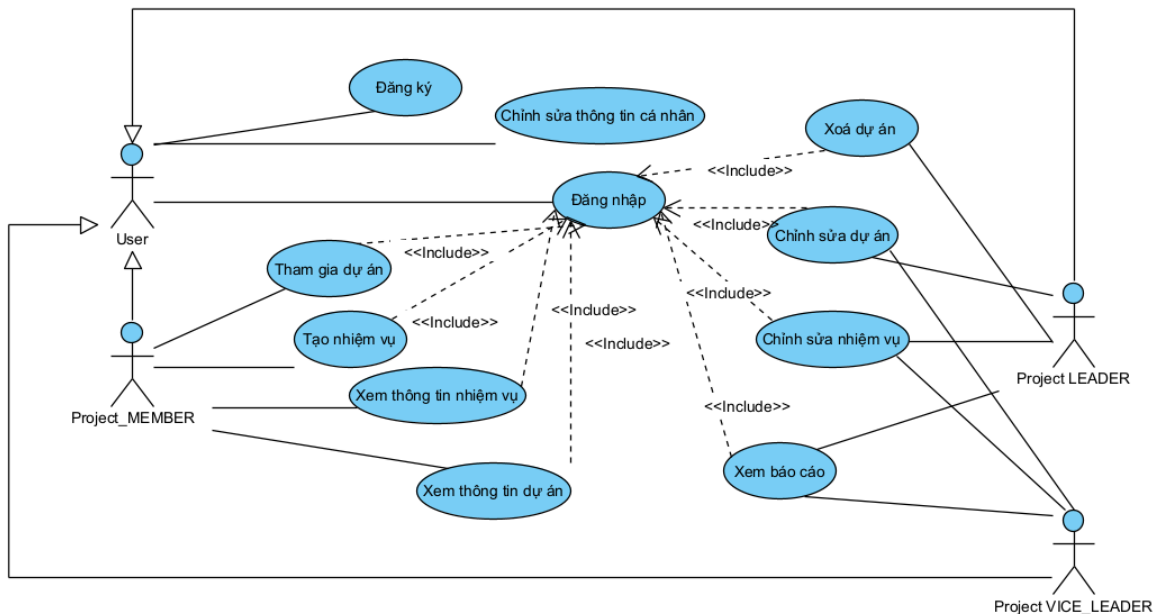 Đăng ký
Chỉnh sửa thông tin cá nhân
Xoá dự án
<<Include>>
Đăng nhập
<<Include>>
Chỉnh sửa dự án
User
<<Include>>
Tham gia dự án
<<Include>>
<<Include>>
<<Include>>
Tạo nhiệm vụ
<<Include>>
Chỉnh sửa nhiệm vụ
Project LEADER
Xem thông tin nhiệm vụ
Project_MEMBER
<<Include>>
Xem báo cáo
Xem thông tin dự án
Project VICE_LEADER